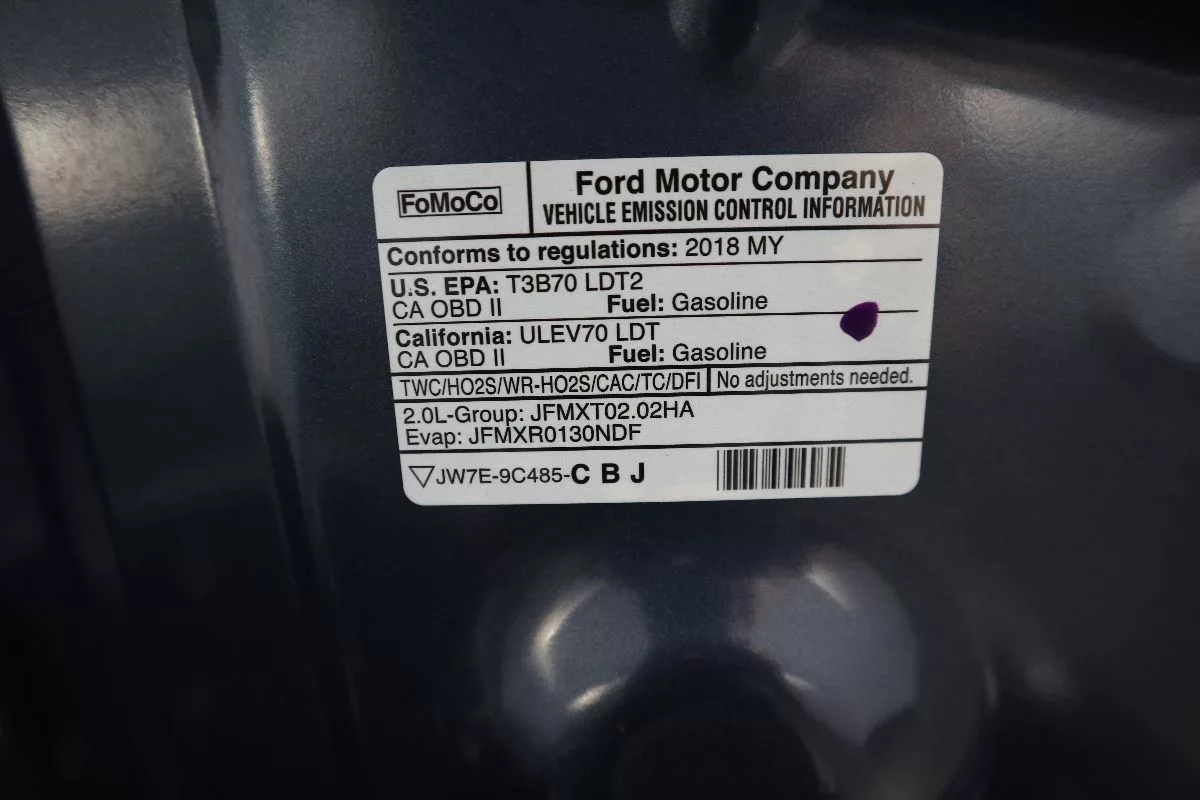 FoMoCo
Ford Motor Company
VEHICLE EMISSION CONTROL INFORMATION
Conforms to regulations: 2018 MY
U.S. EPA: T3B70 LDT2
CA OBD II Fuel: Gasoline
California: ULEV70 LDT
CA OBD II Fuel: Gasoline
TWC/HO2S/WR-HO2S/CAC/TC/DFI No adjustments needed.
2.0L-Group: JFMXT02.02HA
Evap: JFMXR0130NDF
JW7E-9C485-C B J